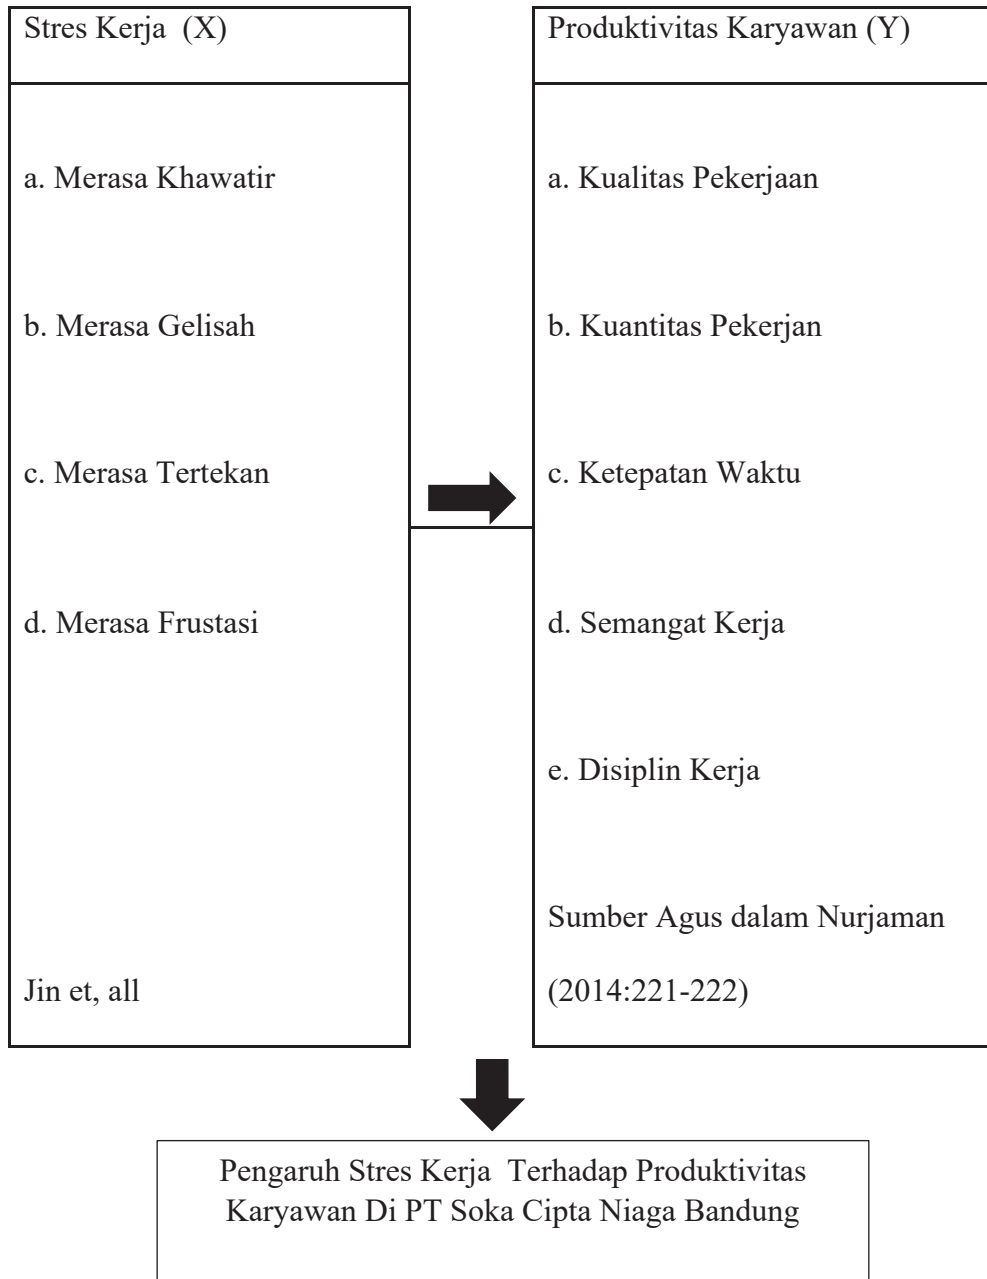 Stres Kerja (X)
a. Merasa Khawatir
b. Merasa Gelisah
c. Merasa Tertekan
d. Merasa Frustasi
Jin et, all
Produktivitas Karyawan (Y)
a. Kualitas Pekerjaan
b. Kuantitas Pekerjan
c. Ketepatan Waktu
d. Semangat Kerja
e. Disiplin Kerja
Sumber Agus dalam Nurjaman
(2014:221-222)
Pengaruh Stres Kerja Terhadap Produktivitas
Karyawan Di PT Soka Cipta Niaga Bandung